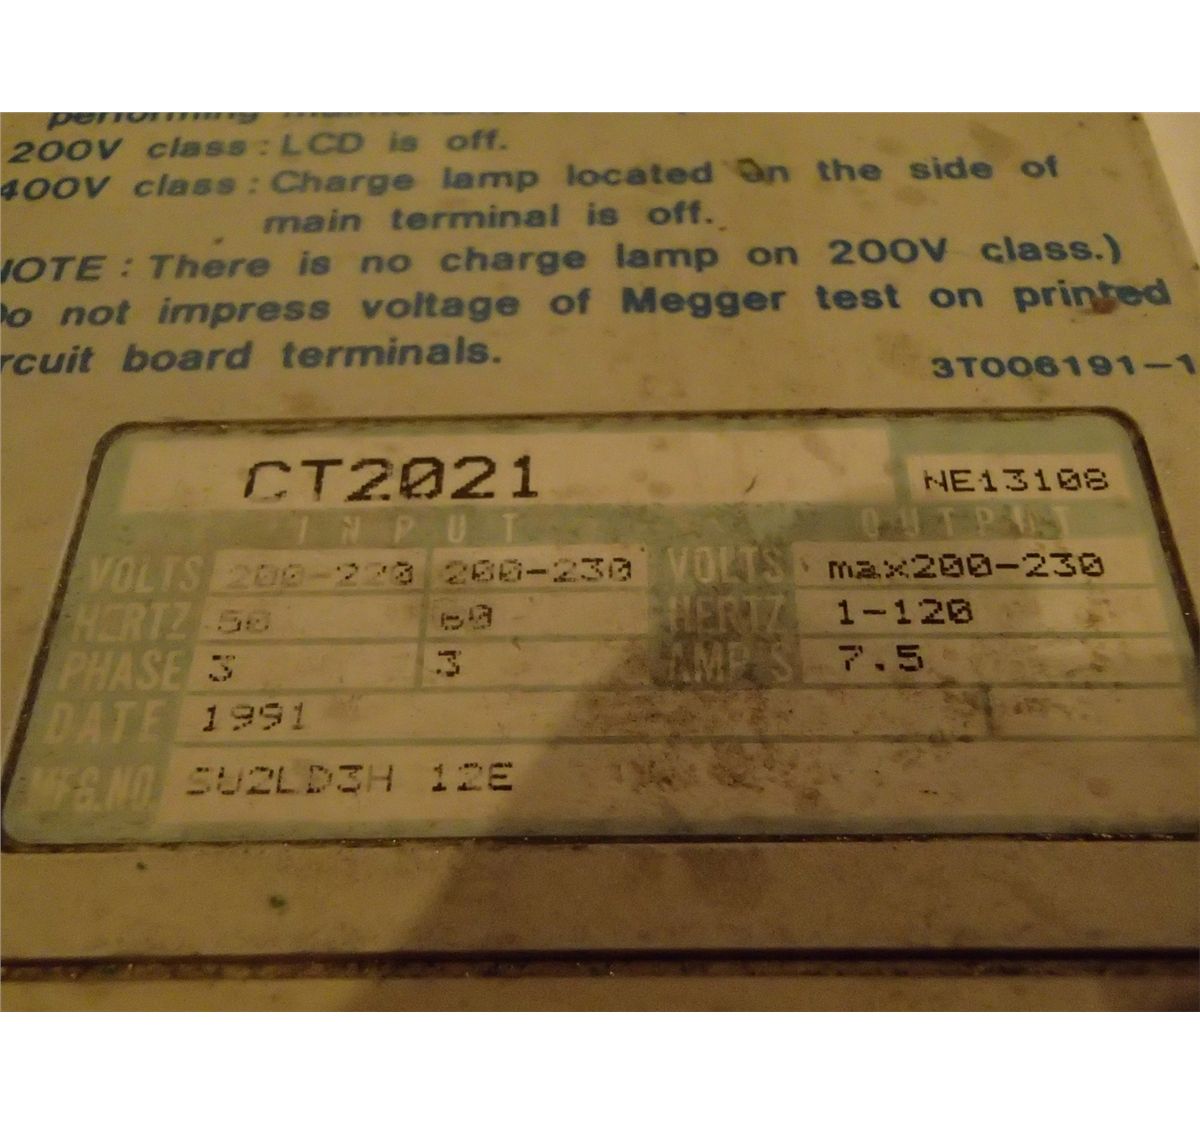 performing
200V class : LCD is off.
400V class : Charge lamp located on the side of
main terminal is off.
NOTE : There is no charge lamp on 200V class.)
Do not impress voltage of Megger test on printed
rcuit board terminals.
3T006191-1
CT2021 NE13108
INPUT OUTPUT
VOLTS 200-220 200-230 VOLTS max200-230
HERTZ 50 60 HERTZ 1-120
PHASE 3 3 AMP S 7.5
DATE 1991
MFG.NO. SU2LD3H 12E